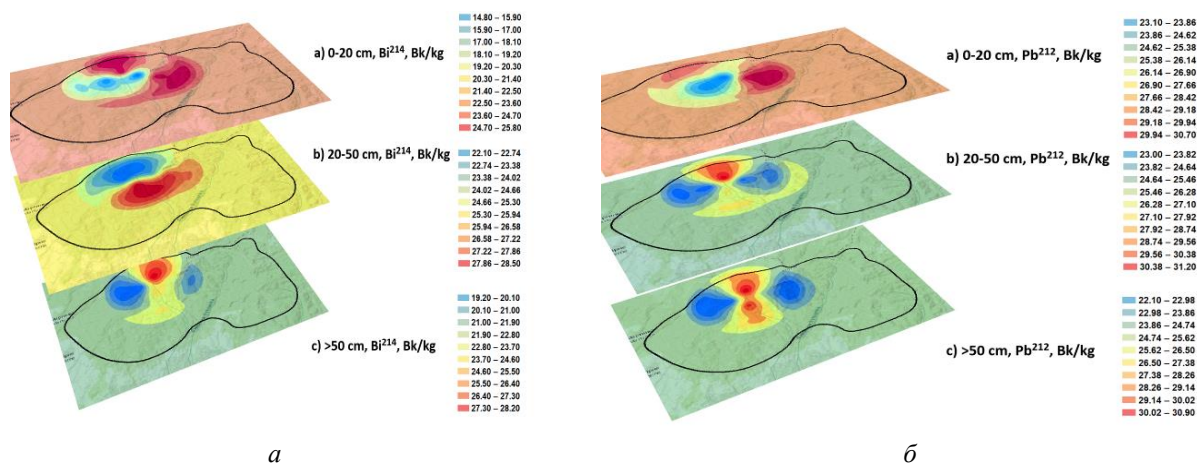 14.80 – 15.90
15.90 – 17.00
17.00 – 18.10
18.10 – 19.20
19.20 – 20.30
20.30 – 21.40
21.40 – 22.50
22.50 – 23.60
23.60 – 24.70
24.70 – 25.80
a) 0-20 cm, Bi²¹⁴, Bk/kg
22.10 – 22.74
22.74 – 23.38
23.38 – 24.02
24.02 – 24.66
24.66 – 25.30
25.30 – 25.94
25.94 – 26.58
26.58 – 27.22
27.22 – 27.86
27.86 – 28.50
b) 20-50 cm, Bi²¹⁴, Bk/kg
19.20 – 20.10
20.10 – 21.00
21.00 – 21.90
21.90 – 22.80
22.80 – 23.70
23.70 – 24.60
24.60 – 25.50
25.50 – 26.40
26.40 – 27.30
27.30 – 28.20
c) >50 cm, Bi²¹⁴, Bk/kg
а
23.10 – 23.86
23.86 – 24.62
24.62 – 25.38
25.38 – 26.14
26.14 – 26.90
26.90 – 27.66
27.66 – 28.42
28.42 – 29.18
29.18 – 29.94
29.94 – 30.70
a) 0-20 cm, Pb²¹², Bk/kg
23.00 – 23.82
23.82 – 24.64
24.64 – 25.46
25.46 – 26.28
26.28 – 27.10
27.10 – 27.92
27.92 – 28.74
28.74 – 29.56
29.56 – 30.38
30.38 – 31.20
b) 20-50 cm, Pb²¹², Bk/kg
22.10 – 22.98
22.98 – 23.86
23.86 – 24.74
24.74 – 25.62
25.62 – 26.50
26.50 – 27.38
27.38 – 28.26
28.26 – 29.14
29.14 – 30.02
30.02 – 30.90
c) >50 cm, Pb²¹², Bk/kg
б